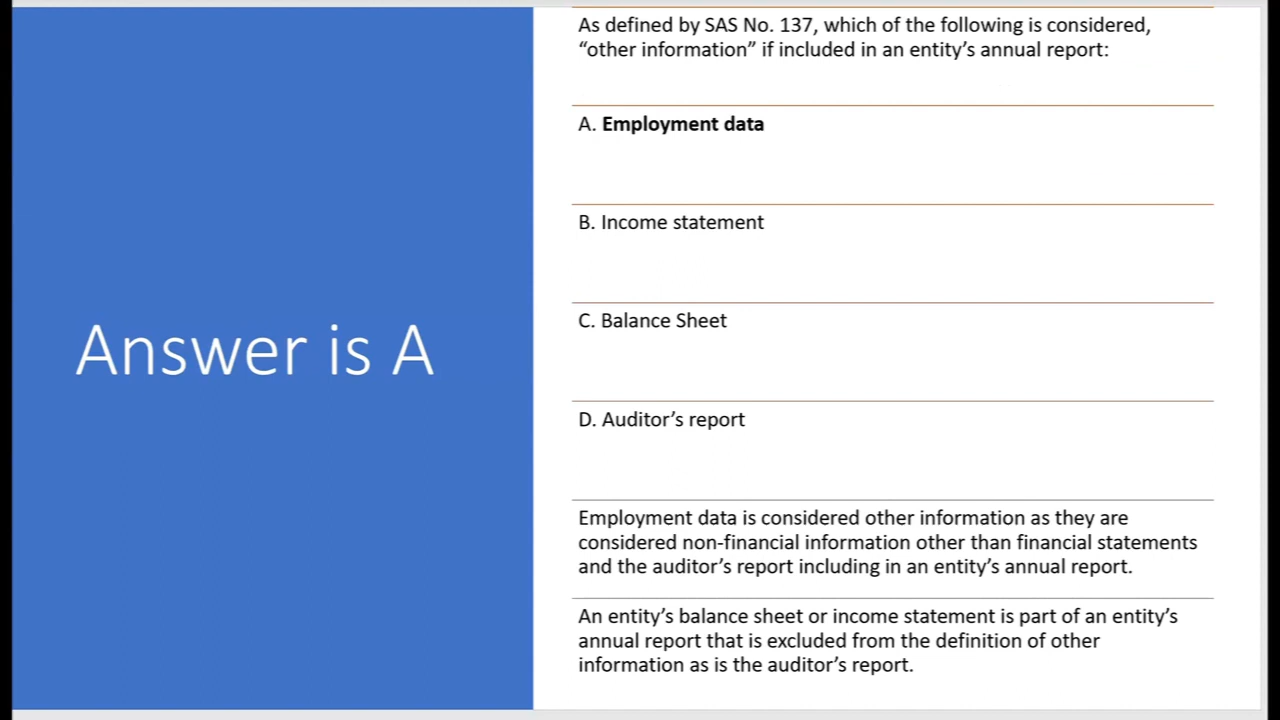 Answer is A
As defined by SAS No. 137, which of the following is considered,
“other information” if included in an entity’s annual report:
A. Employment data
B. Income statement
C. Balance Sheet
D. Auditor’s report
Employment data is considered other information as they are
considered non-financial information other than financial statements
and the auditor’s report including in an entity’s annual report.
An entity’s balance sheet or income statement is part of an entity’s
annual report that is excluded from the definition of other
information as is the auditor’s report.